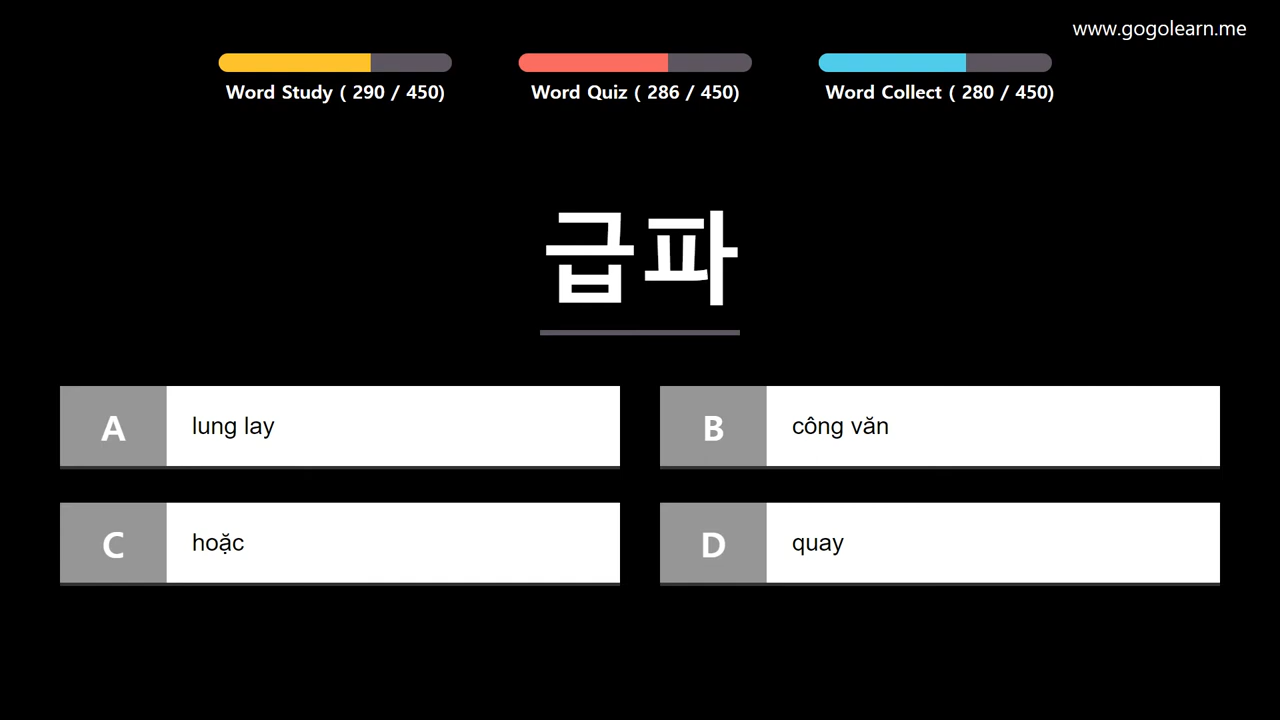 www.gogolearn.me
Word Study ( 290 / 450)
Word Quiz ( 286 / 450)
Word Collect ( 280 / 450)
급파
A lung lay
B công văn
C hoặc
D quay